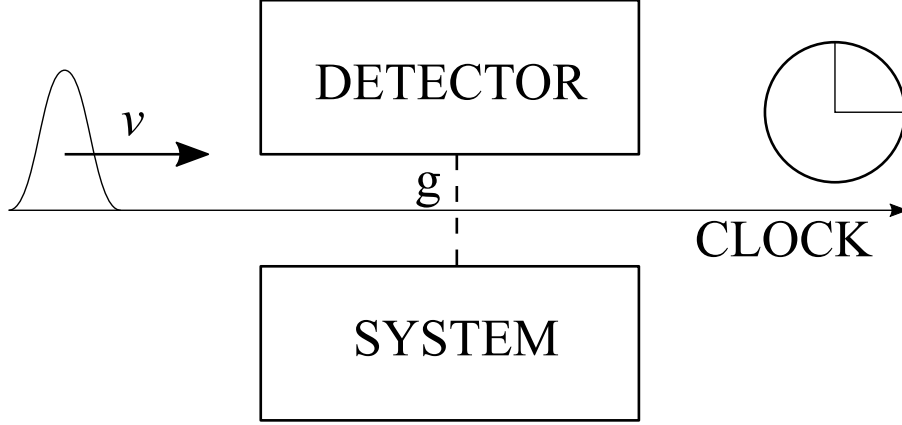 DETECTOR
v
g
CLOCK
SYSTEM